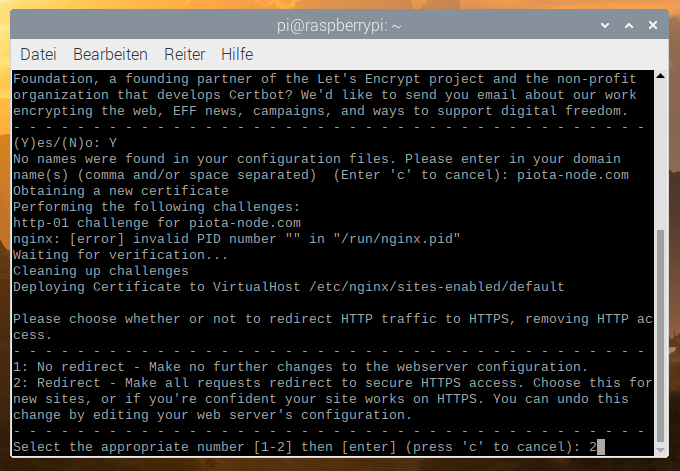 pi@raspberrypi: ~
Datei Bearbeiten Reiter Hilfe
Foundation, a founding partner of the Let's Encrypt project and the non-profit
organization that develops Certbot? We'd like to send you email about our work
encrypting the web, EFF news, campaigns, and ways to support digital freedom.
- - - - - - - - - - - - - - - - - - - - - - - - - - - - - - - - - - - - - - - -
(Y)es/(N)o: Y
No names were found in your configuration files. Please enter in your domain
name(s) (comma and/or space separated)  (Enter 'c' to cancel): piota-node.com
Obtaining a new certificate
Performing the following challenges:
http-01 challenge for piota-node.com
nginx: [error] invalid PID number "" in "/run/nginx.pid"
Waiting for verification...
Cleaning up challenges
Deploying Certificate to VirtualHost /etc/nginx/sites-enabled/default
Please choose whether or not to redirect HTTP traffic to HTTPS, removing HTTP ac
cess.
- - - - - - - - - - - - - - - - - - - - - - - - - - - - - - - - - - - - - - - -
1: No redirect - Make no further changes to the webserver configuration.
2: Redirect - Make all requests redirect to secure HTTPS access. Choose this for
new sites, or if you're confident your site works on HTTPS. You can undo this
change by editing your web server's configuration.
- - - - - - - - - - - - - - - - - - - - - - - - - - - - - - - - - - - - - - - -
Select the appropriate number [1-2] then [enter] (press 'c' to cancel): 2